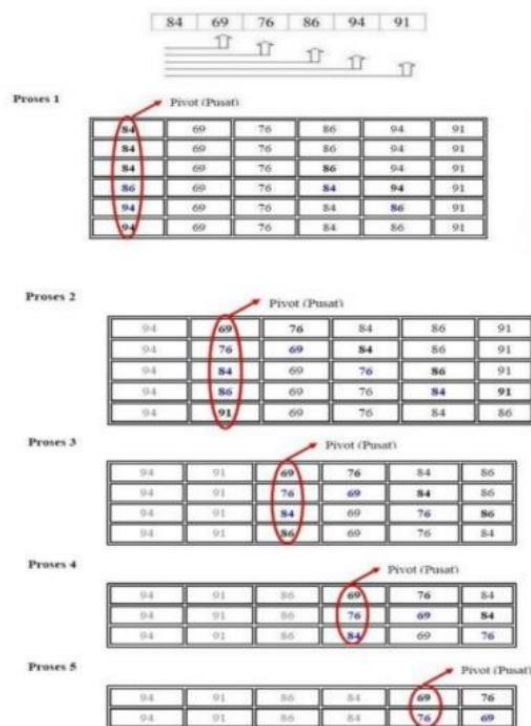 84 69 76 86 94 91
Proses 1
Pivot (Pusat)
84 69 76 86 94 91
84 69 76 86 94 91
84 69 76 86 94 91
86 69 76 84 94 91
94 69 76 84 86 91
94 69 76 84 86 91
Proses 2
Pivot (Pusat)
94 69 76 84 86 91
94 76 69 84 86 91
94 84 69 76 86 91
94 86 69 76 84 91
94 91 69 76 84 86
Proses 3
Pivot (Pusat)
94 91 69 76 84 86
94 91 76 69 84 86
94 91 84 69 76 86
94 91 86 69 76 84
Proses 4
Pivot (Pusat)
94 91 86 69 76 84
94 91 86 76 69 84
94 91 86 84 69 76
Proses 5
Pivot (Pusat)
94 91 86 84 69 76
94 91 86 84 76 69